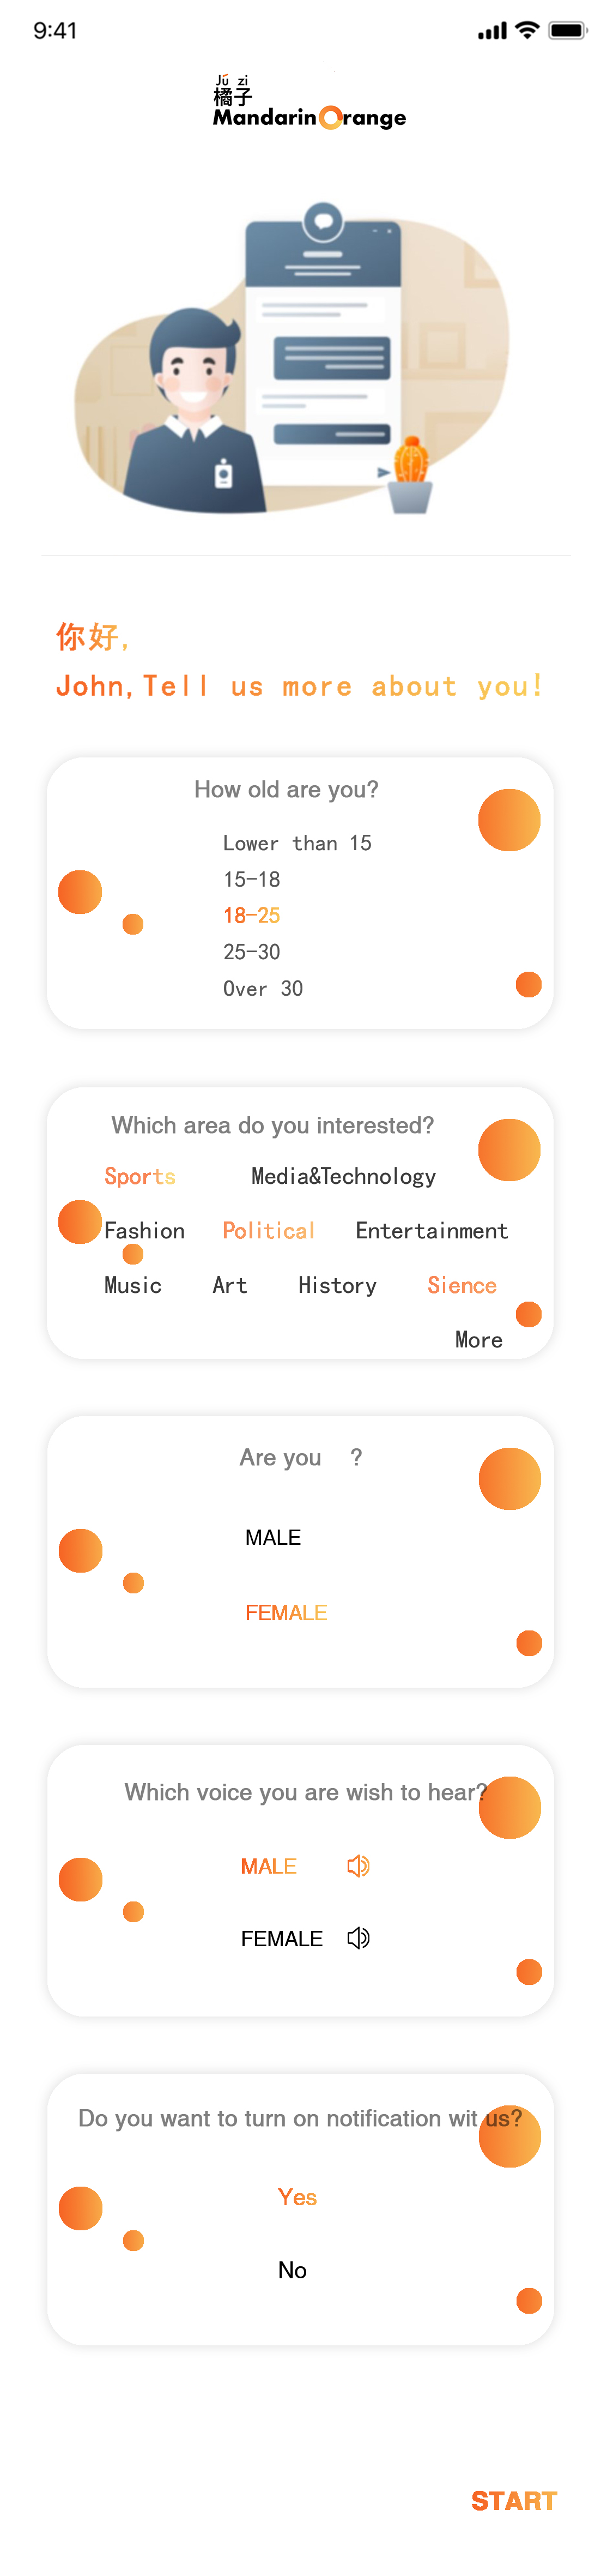 9:41
Jú zi
橘子
MandarinOrange
你好,
John,Tell us more about you!
How old are you?
Lower than 15
15-18
18-25
25-30
Over 30
Which area do you interested?
Sports Media&Technology
Fashion Political Entertainment
Music Art History Sience
More
Are you ?
MALE
FEMALE
Which voice you are wish to hear?
MALE
FEMALE
Do you want to turn on notification wit us?
Yes
No
START